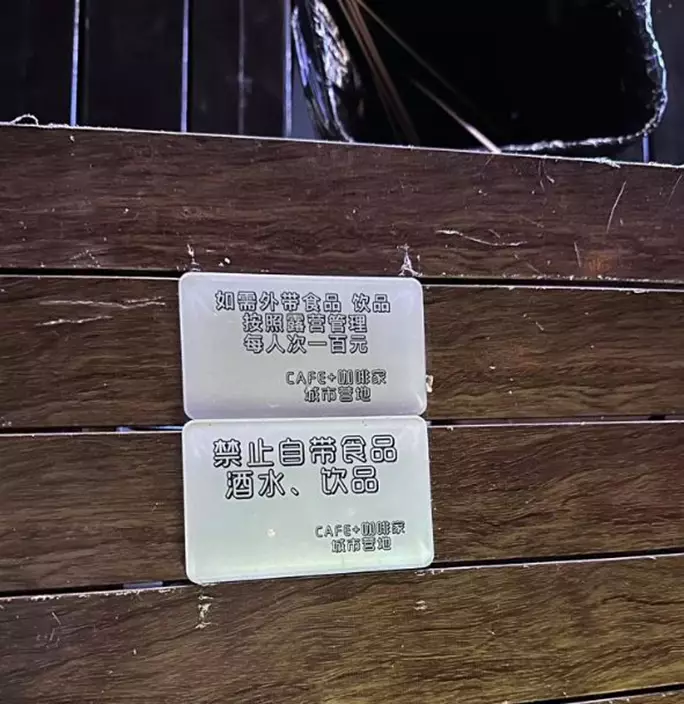 如需外带食品 饮品
按照露营管理
每人次一百元
CAFE+咖啡家
城市营地
禁止自带食品
酒水、饮品
CAFE+咖啡家
城市营地